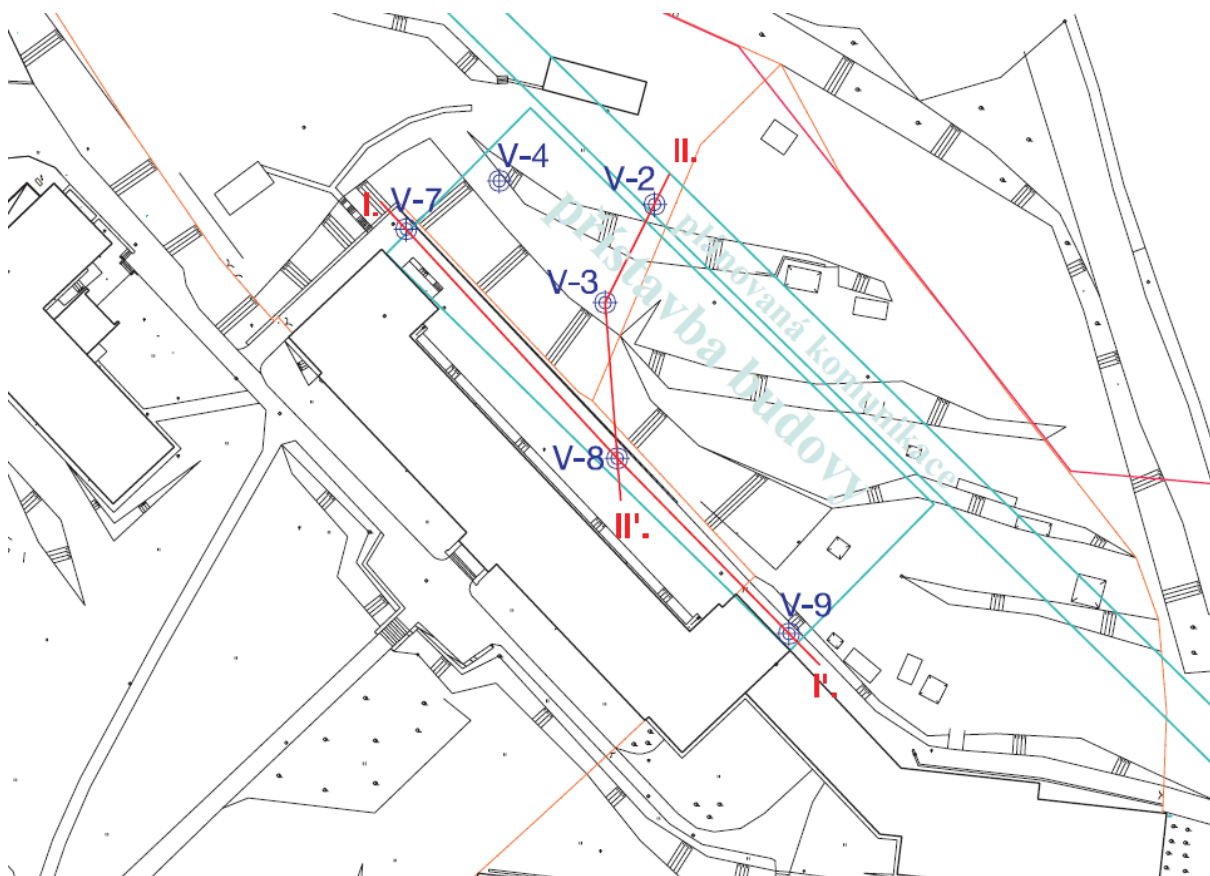 II.
V-4
V-2
I.
V-7
přístavba budovy
plánovaná komunikace
V-3
V-8
II'.
V-9
I'.